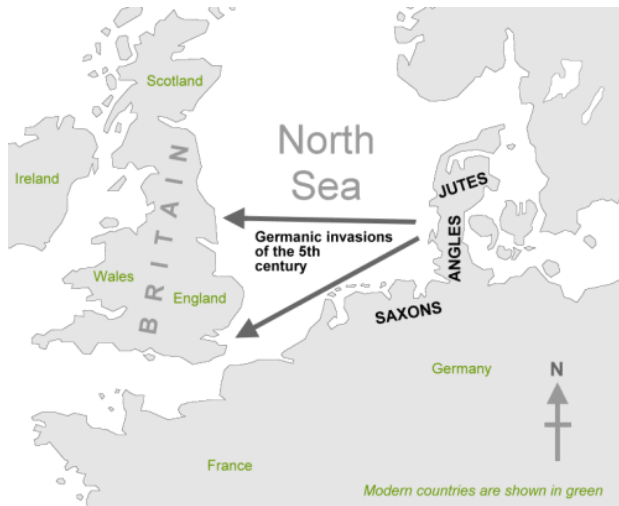 Scotland
North
Sea
Ireland
BRITAIN
JUTES
ANGLES
Germanic invasions
of the 5th
century
Wales
England
SAXONS
Germany
N
France
Modern countries are shown in green